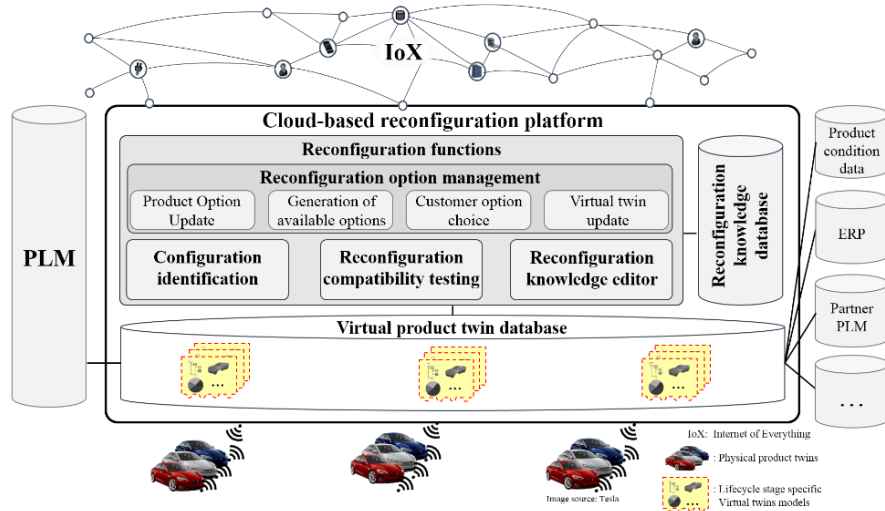 IoX
Cloud-based reconfiguration platform
Reconfiguration functions
Reconfiguration option management
Product Option
Update
Generation of
available options
Customer option
choice
Virtual twin
update
Configuration
identification
Reconfiguration
compatibility testing
Reconfiguration
knowledge editor
Reconfiguration
knowledge
database
PLM
Virtual product twin database
...
...
...
Product
condition
data
ERP
Partner
PLM
...
IoX: Internet of Everything
: Physical product twins
Image source: Tesla
...
: Lifecycle stage specific
Virtual twins models